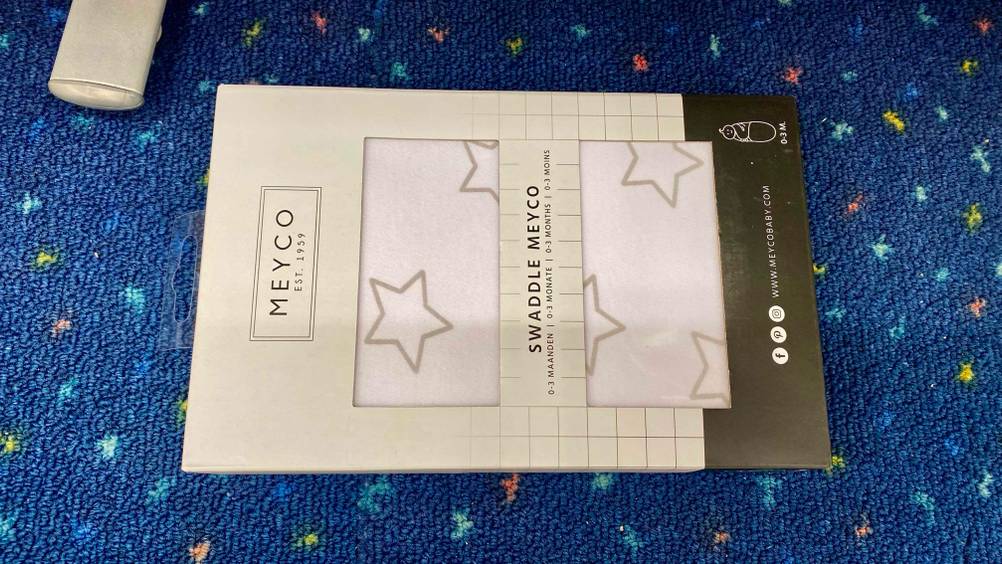 MEYCO
EST. 1959
SWADDLE MEYCO
0-3 MAANDEN | 0-3 MONATE | 0-3 MONTHS | 0-3 MOINS
WWW.MEYCOBABY.COM
0-3 M.